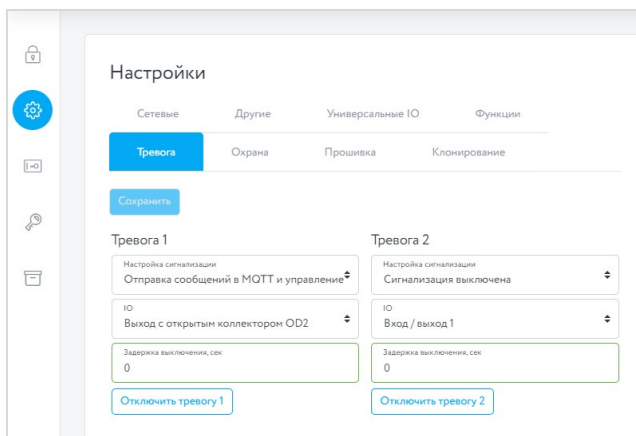 Настройки
Сетевые Другие Универсальные IO Функции
Тревога Охрана Прошивка Клонирование
Сохранить
Тревога 1 Тревога 2
Настройка сигнализации Настройка сигнализации
Отправка сообщений в MQTT и управление Сигнализация выключена
IO IO
Выход с открытым коллектором OD2 Вход / выход 1
Задержка выключения, сек Задержка выключения, сек
0 0
Отключить тревогу 1 Отключить тревогу 2